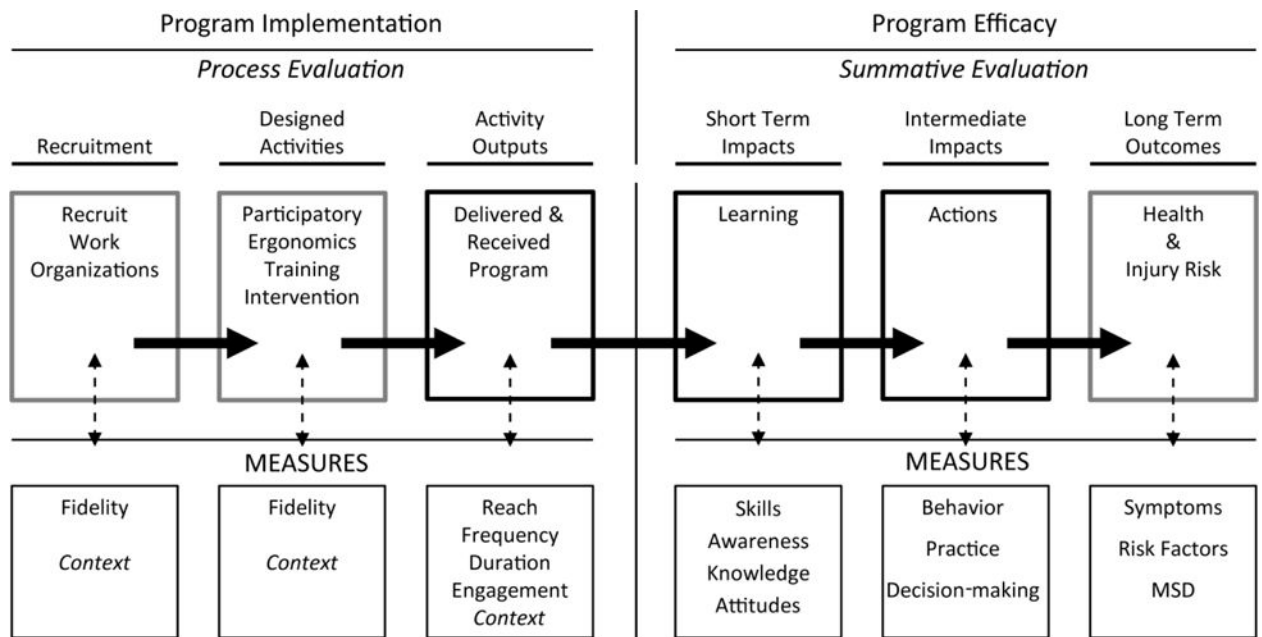 Program Implementation
Program Efficacy
Process Evaluation
Summative Evaluation
Recruitment
Designed
Activities
Activity
Outputs
Short Term
Impacts
Intermediate
Impacts
Long Term
Outcomes
Recruit
Work
Organizations
Participatory
Ergonomics
Training
Intervention
Delivered &
Received
Program
Learning
Actions
Health
&
Injury Risk
MEASURES
MEASURES
Fidelity
Context
Fidelity
Context
Reach
Frequency
Duration
Engagement
Context
Skills
Awareness
Knowledge
Attitudes
Behavior
Practice
Decision-making
Symptoms
Risk Factors
MSD